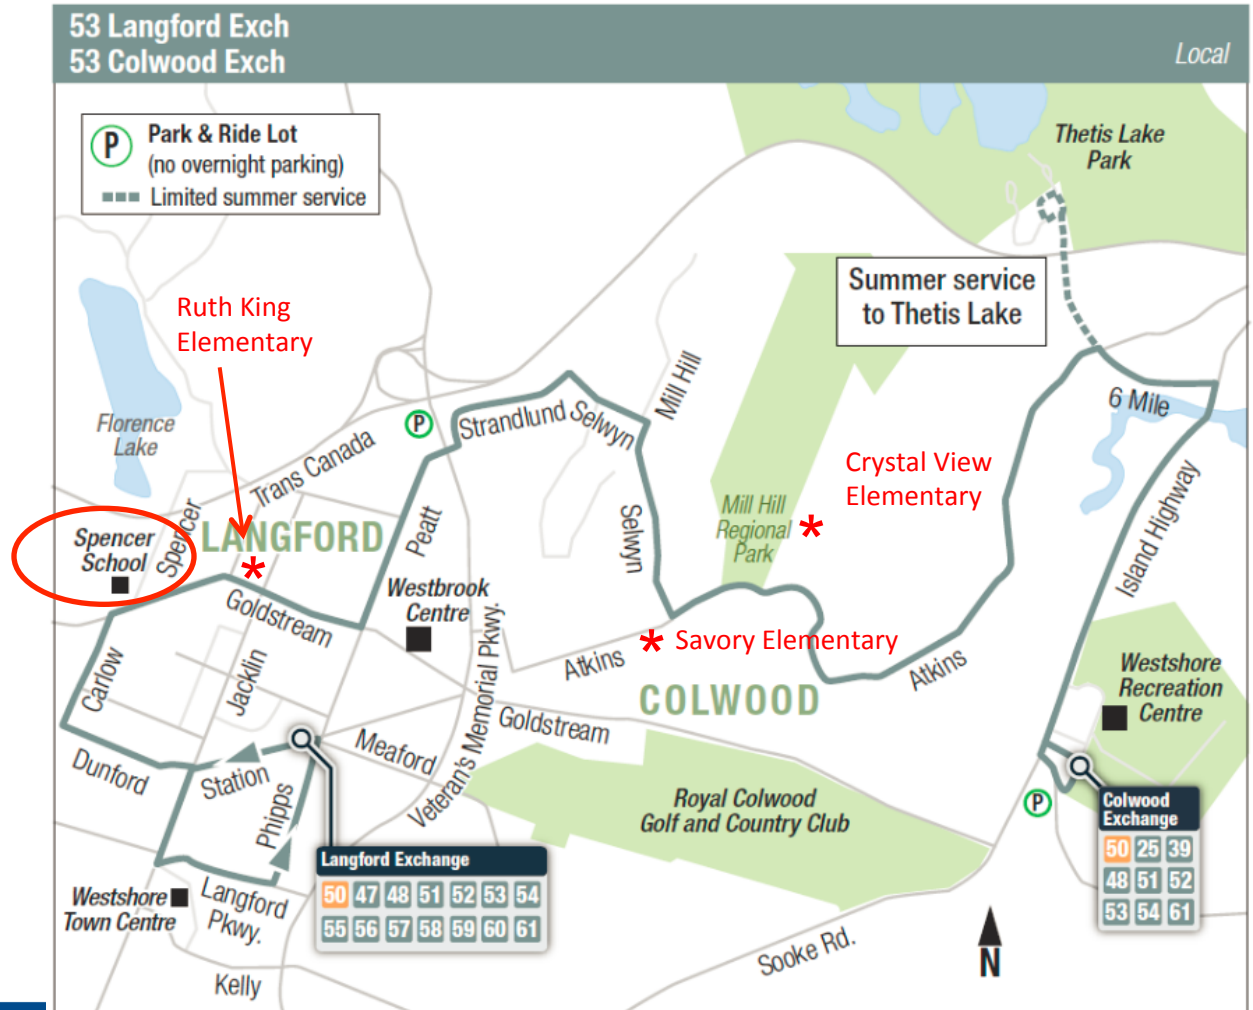 53 Langford Exch
53 Colwood Exch
Local
P
Park & Ride Lot
(no overnight parking)
Limited summer service
Thetis Lake
Park
Summer service
to Thetis Lake
Ruth King
Elementary
Florence
Lake
Trans Canada
P
Strandlund
Selwyn
Mill Hill
6 Mile
Crystal View
Elementary
Mill Hill
Regional
Park
*
Island Highway
Spencer
School
Spencer
LANGFORD
*
Peatt
Selwyn
Goldstream
Westbrook
Centre
Veteran's Memorial Pkwy.
* Savory Elementary
Atkins
Atkins
COLWOOD
Westshore
Recreation
Centre
Carlow
Jacklin
Goldstream
Meaford
Dunford
Station
Phipps
Royal Colwood
Golf and Country Club
P
Colwood
Exchange
50 25 39
48 51 52
53 54 61
Langford Exchange
50 47 48 51 52 53 54
55 56 57 58 59 60 61
Westshore
Town Centre
Langford
Pkwy.
Sooke Rd.
N
Kelly